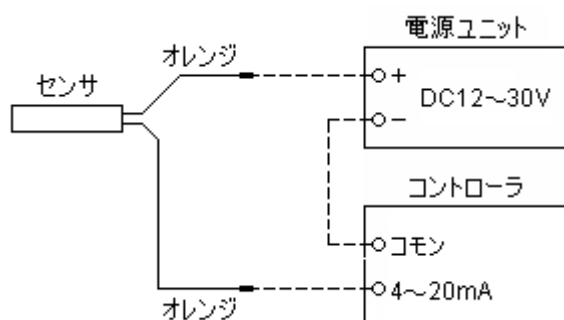 電源ユニット
オレンジ
センサ
+
DC12～30V
−
コントローラ
コモン
4～20mA
オレンジ